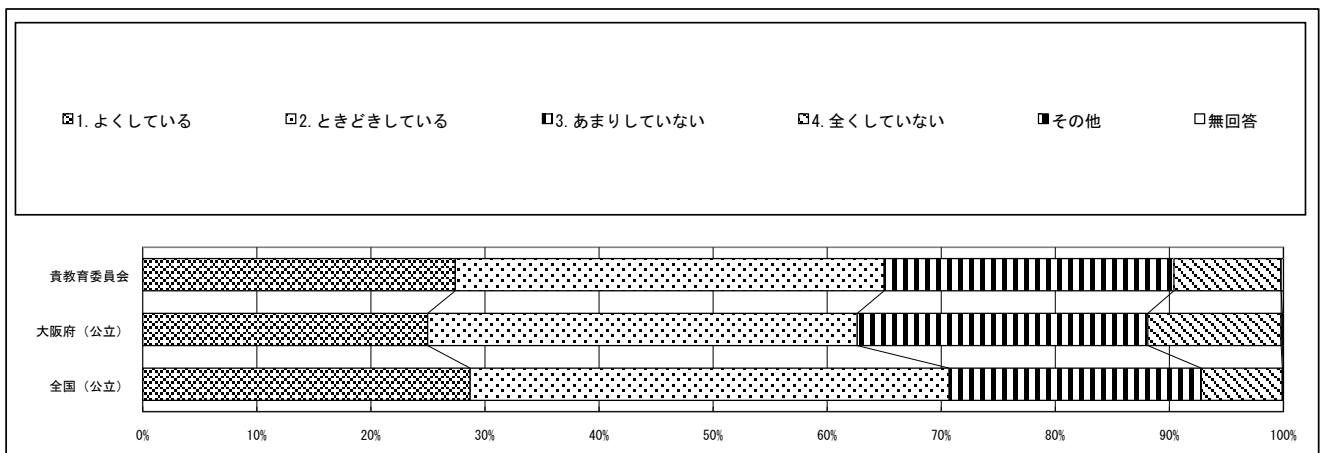 1. よくしている 2. ときどきしている 3. あまりしていない 4. 全くしていない その他 無回答
貴教育委員会
大阪府（公立）
全国（公立）
0% 10% 20% 30% 40% 50% 60% 70% 80% 90% 100%